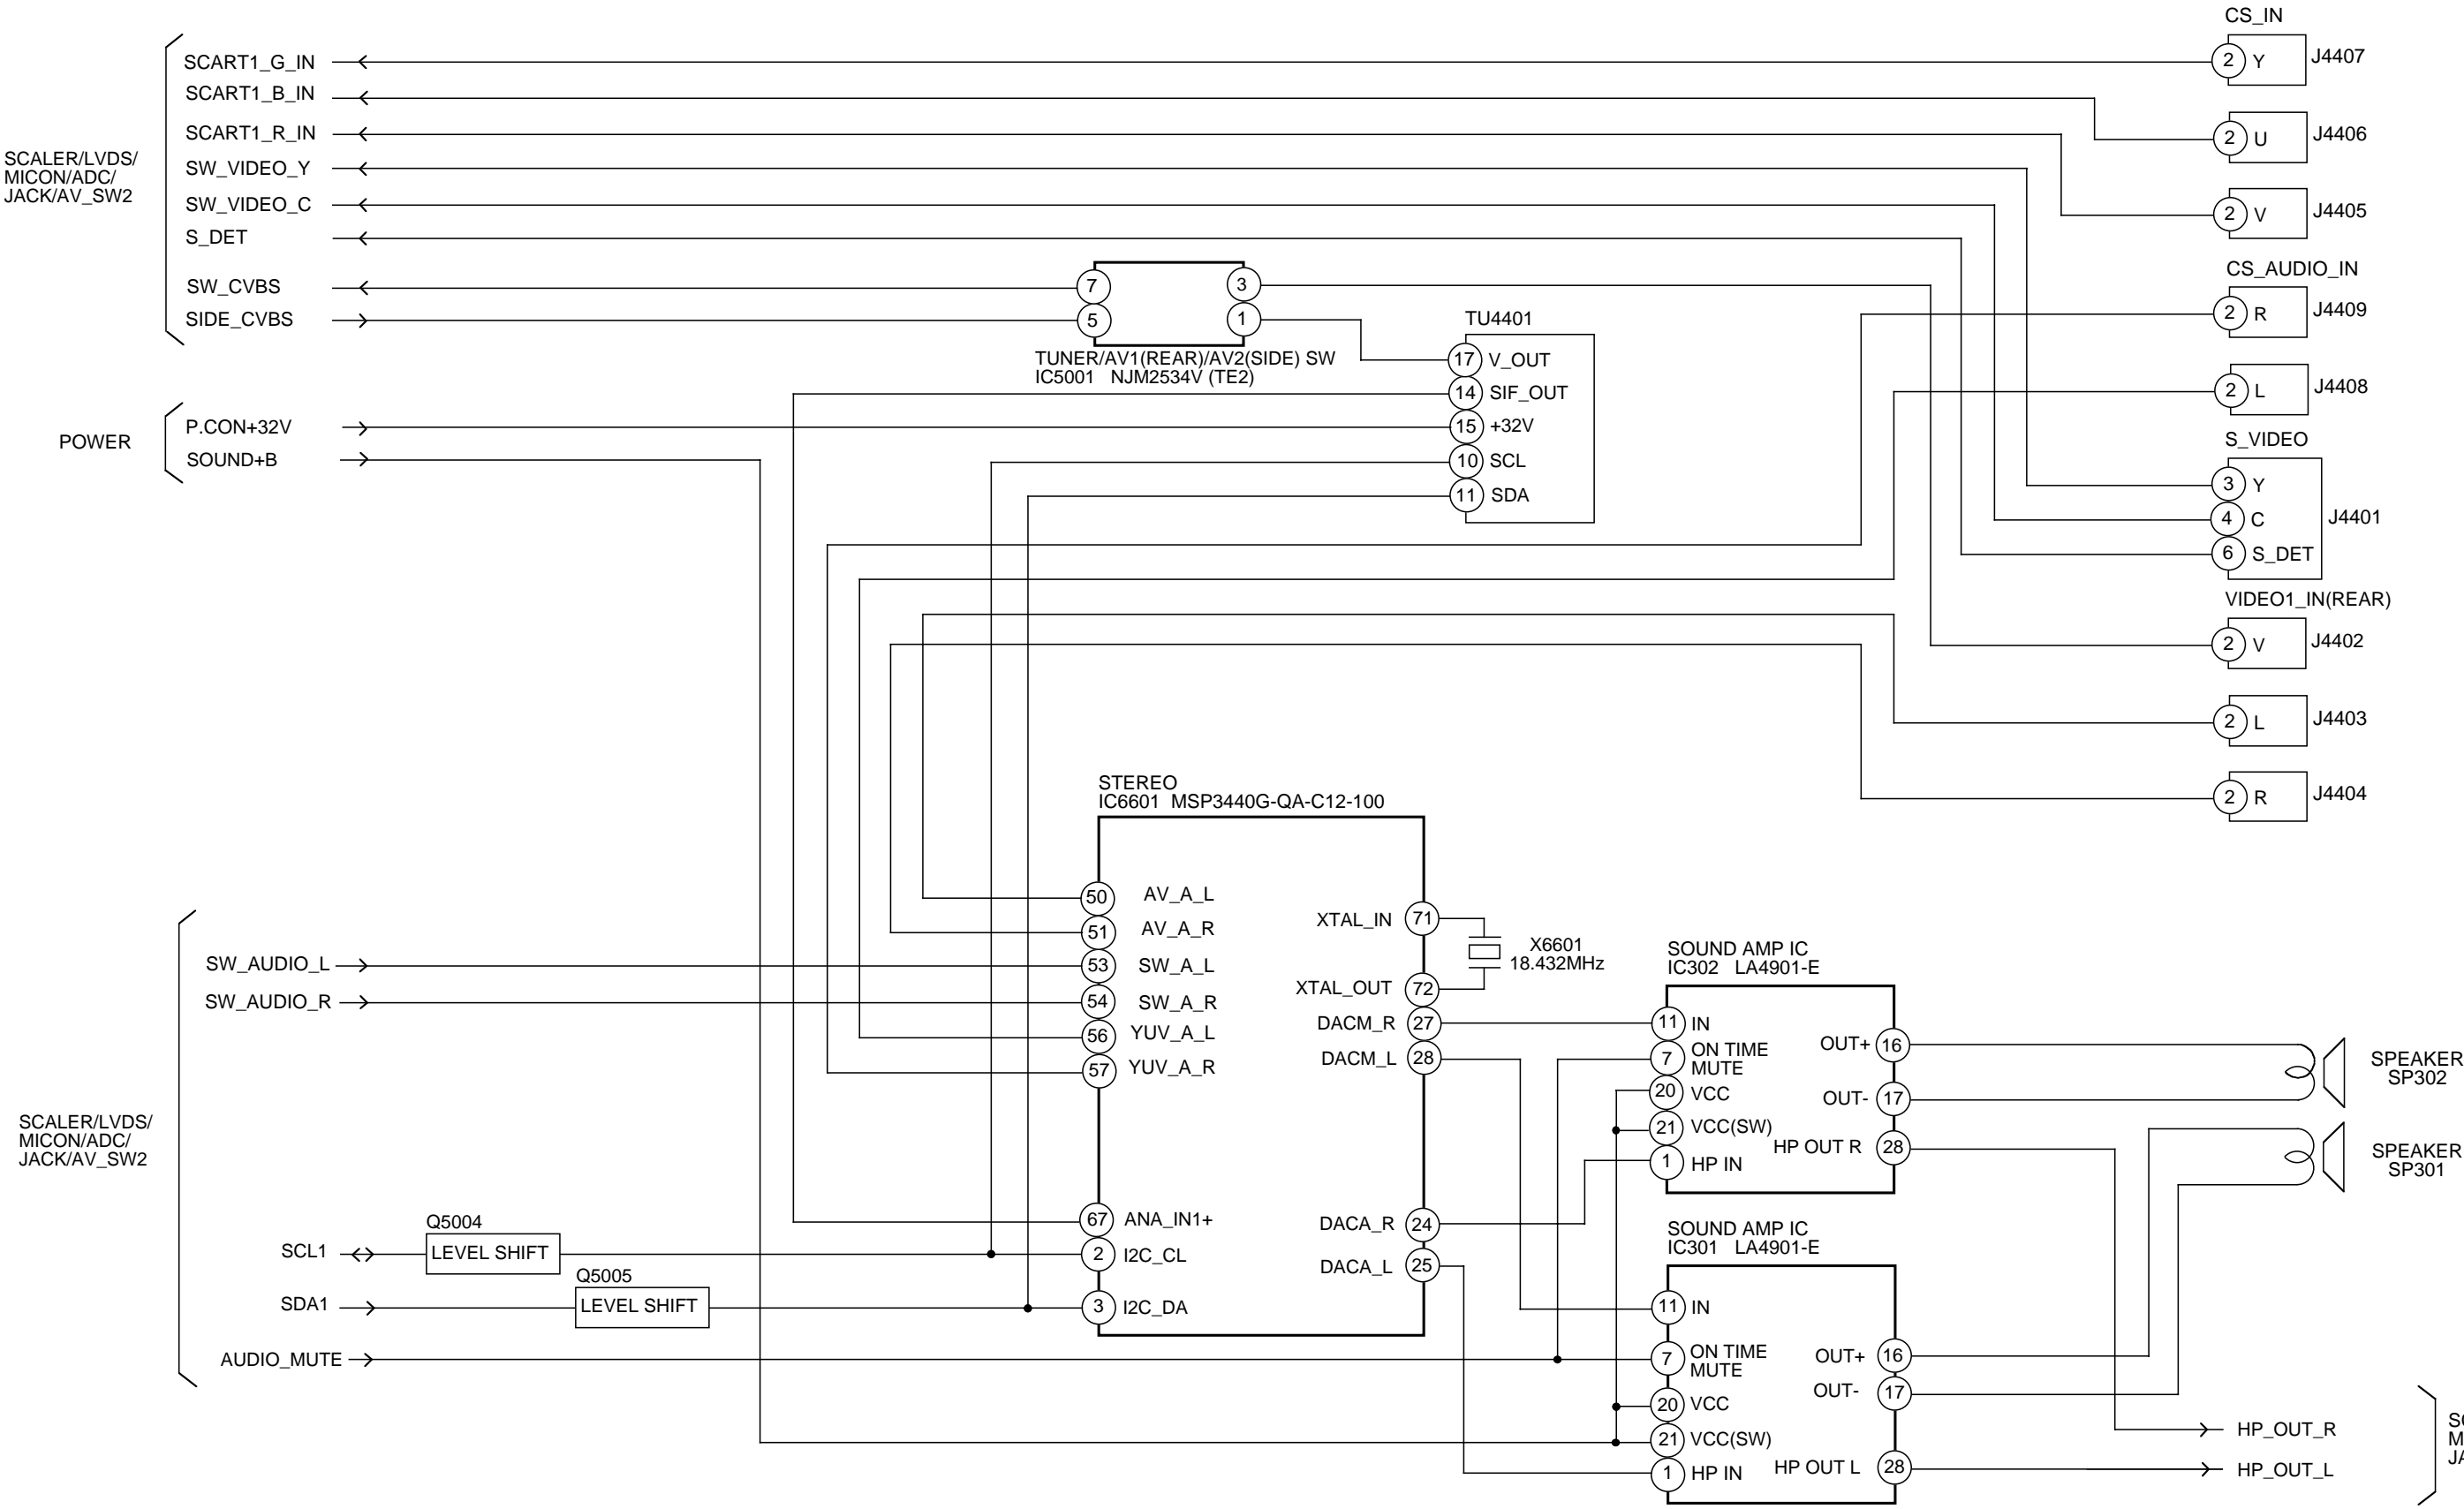 CS_IN
SCART1_G_IN
2 Y
J4407
SCART1_B_IN
SCART1_R_IN
2 U
J4406
SCALER/LVDS/
MICON/ADC/
JACK/AV_SW2
SW_VIDEO_Y
SW_VIDEO_C
2 V
J4405
S_DET
CS_AUDIO_IN
SW_CVBS
7
3
SIDE_CVBS
5
1
2 R
J4409
TU4401
TUNER/AV1(REAR)/AV2(SIDE) SW
IC5001 NJM2534V (TE2)
17 V_OUT
14 SIF_OUT
15 +32V
10 SCL
11 SDA
2 L
J4408
POWER
P.CON+32V
SOUND+B
S_VIDEO
3 Y
4 C
6 S_DET
J4401
VIDEO1_IN(REAR)
2 V
J4402
2 L
J4403
2 R
J4404
STEREO
IC6601 MSP3440G-QA-C12-100
50 AV_A_L
51 AV_A_R
53 SW_A_L
54 SW_A_R
56 YUV_A_L
57 YUV_A_R
67 ANA_IN1+
2 I2C_CL
3 I2C_DA
XTAL_IN 71
XTAL_OUT 72
DACM_R 27
DACM_L 28
DACA_R 24
DACA_L 25
X6601
18.432MHz
SW_AUDIO_L
SW_AUDIO_R
SCALER/LVDS/
MICON/ADC/
JACK/AV_SW2
Q5004
SCL1
LEVEL SHIFT
Q5005
SDA1
LEVEL SHIFT
AUDIO_MUTE
SOUND AMP IC
IC302 LA4901-E
11 IN
7 ON TIME
MUTE
20 VCC
21 VCC(SW)
1 HP IN
OUT+ 16
OUT- 17
HP OUT R 28
SPEAKER
SP302
SPEAKER
SP301
SOUND AMP IC
IC301 LA4901-E
11 IN
7 ON TIME
MUTE
20 VCC
21 VCC(SW)
1 HP IN
OUT+ 16
OUT- 17
HP OUT L 28
HP_OUT_R
HP_OUT_L